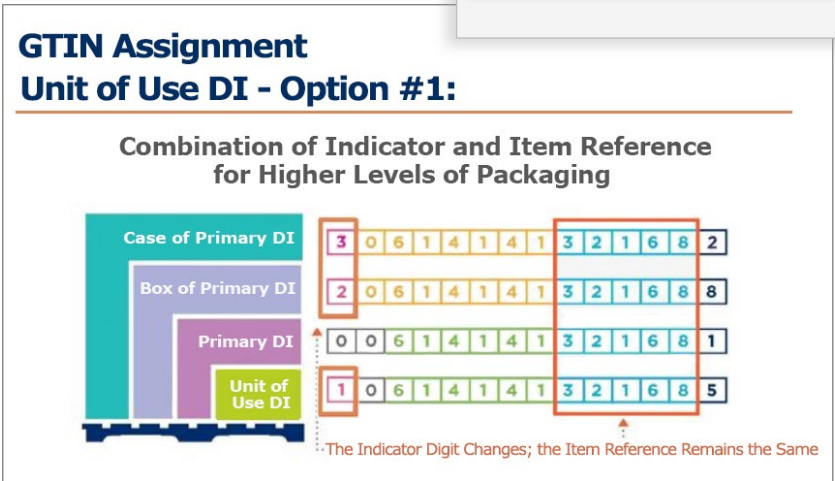 GTIN Assignment
Unit of Use DI - Option #1:
Combination of Indicator and Item Reference
for Higher Levels of Packaging
Case of Primary DI
3 0 6 1 4 1 4 1 3 2 1 6 8 2
Box of Primary DI
2 0 6 1 4 1 4 1 3 2 1 6 8 8
Primary DI
0 0 6 1 4 1 4 1 3 2 1 6 8 1
Unit of
Use DI
1 0 6 1 4 1 4 1 3 2 1 6 8 5
The Indicator Digit Changes; the Item Reference Remains the Same